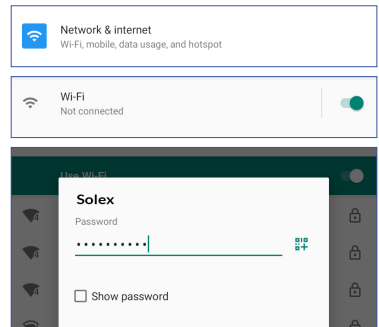 Network & internet
Wi-Fi, mobile, data usage, and hotspot
Wi-Fi
Not connected
Use Wi-Fi
Solex
Password
••••••••••
Show password